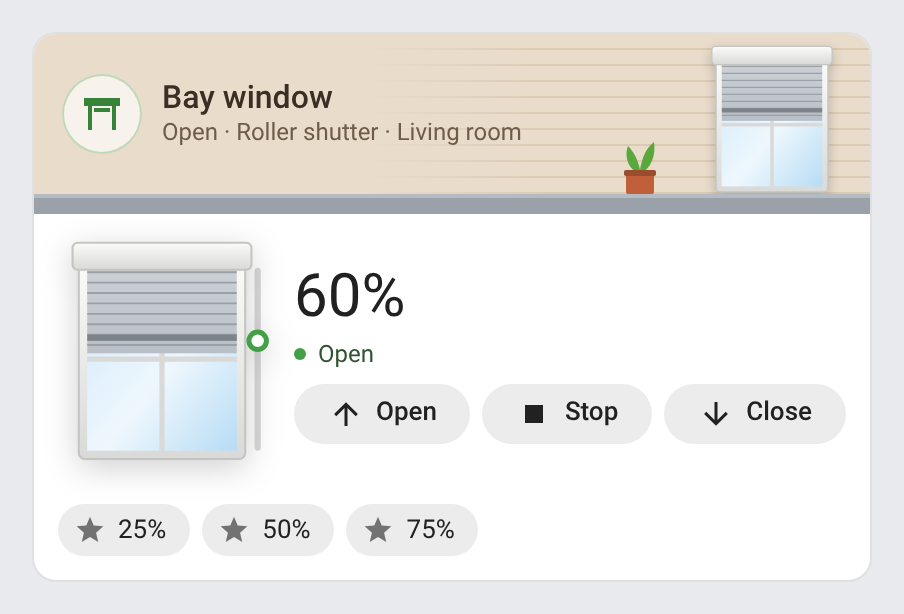 Bay window
Open · Roller shutter · Living room
60%
Open
Open
Stop
Close
25%
50%
75%